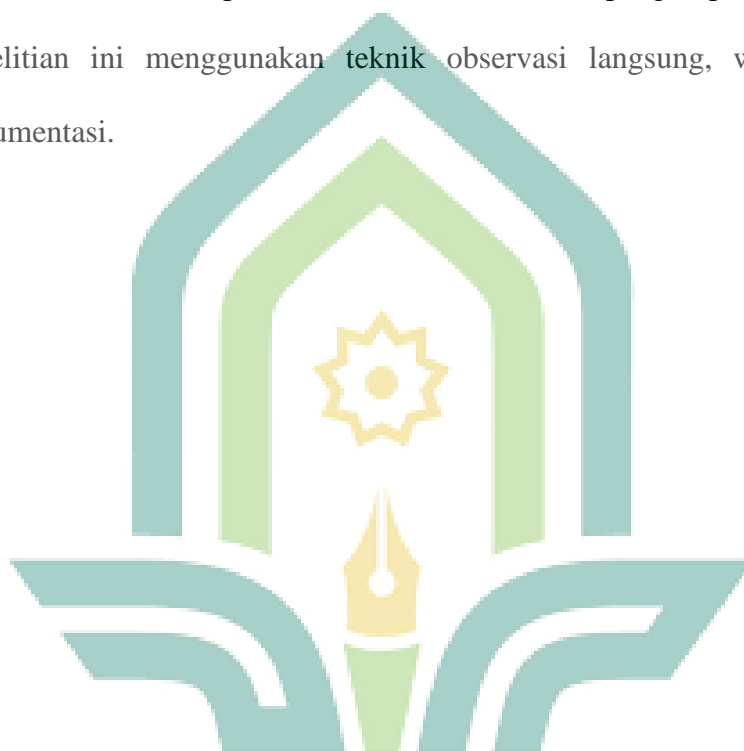 elitian ini menggunakan teknik observasi langsung, w
umentasi.